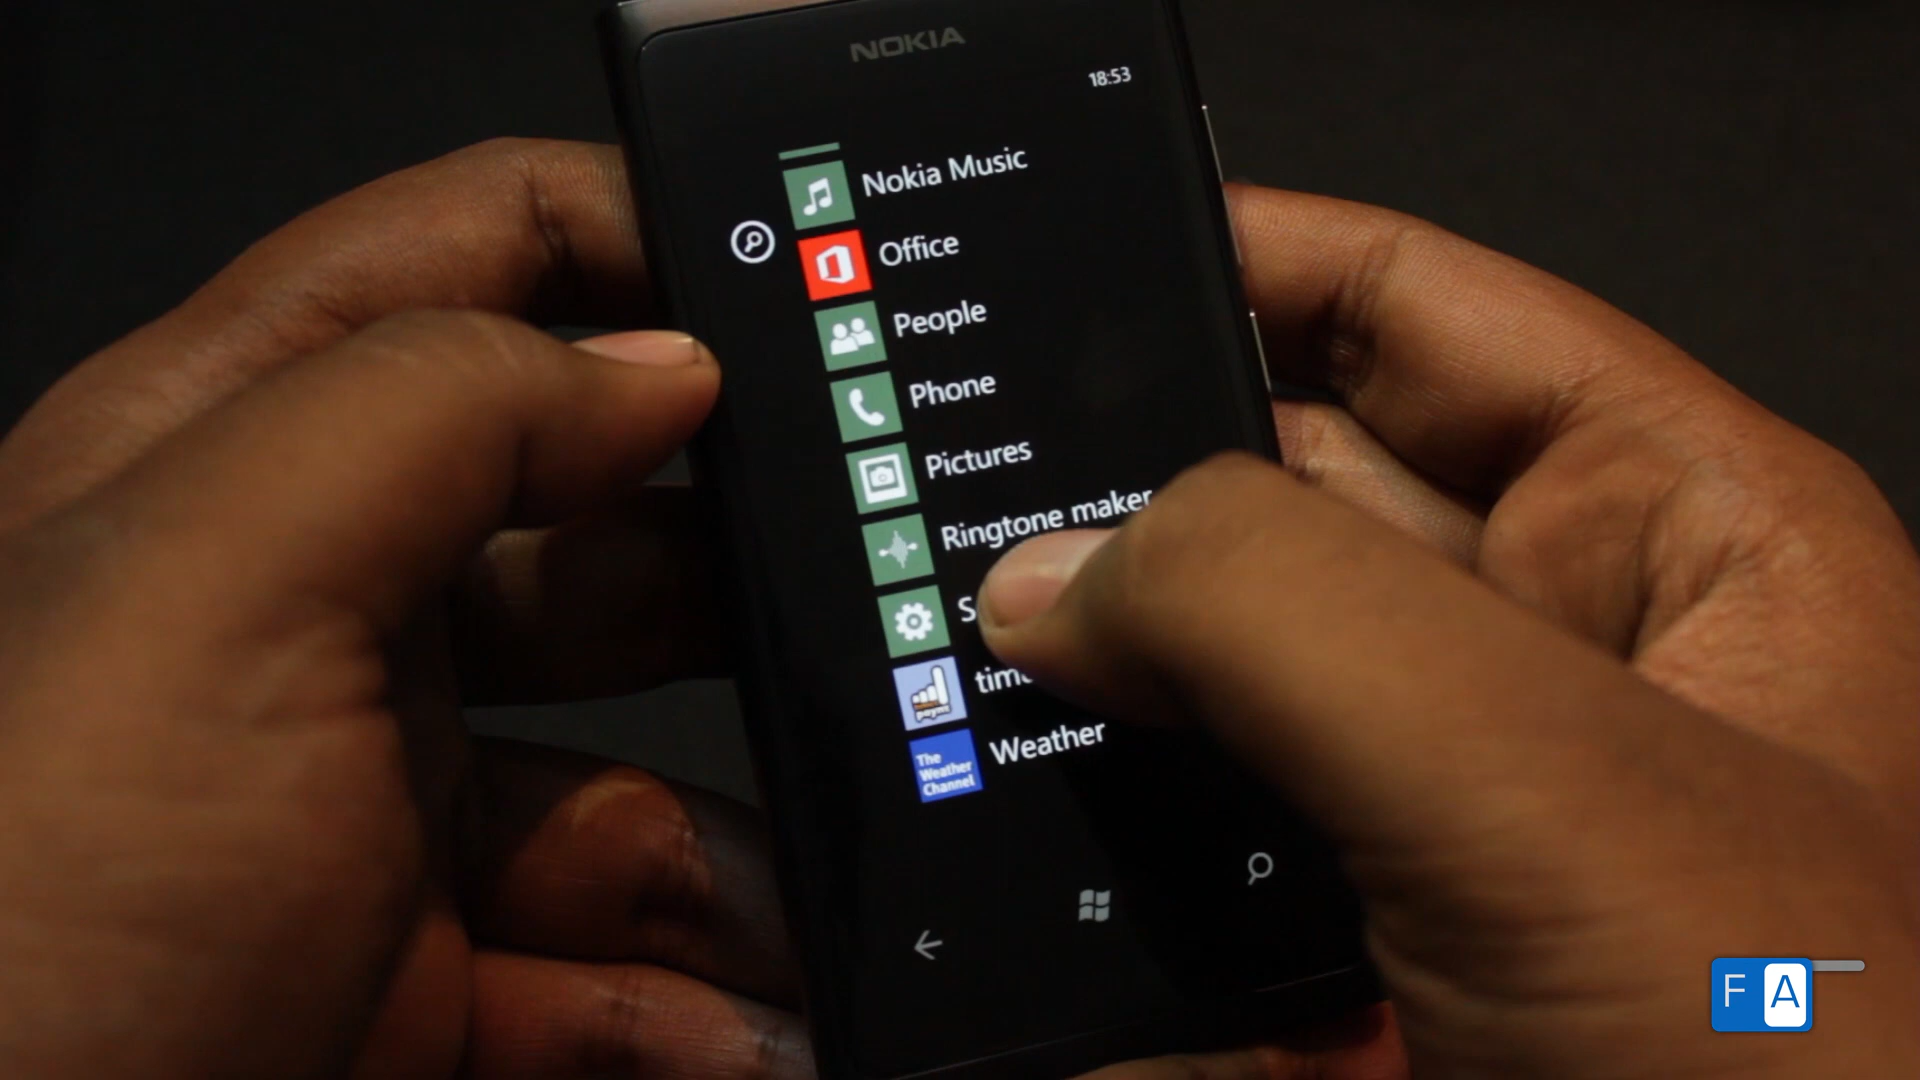 NOKIA
18:53
Nokia Music
Office
People
Phone
Pictures
Ringtone maker
The
Weather
Channel
Weather
F A